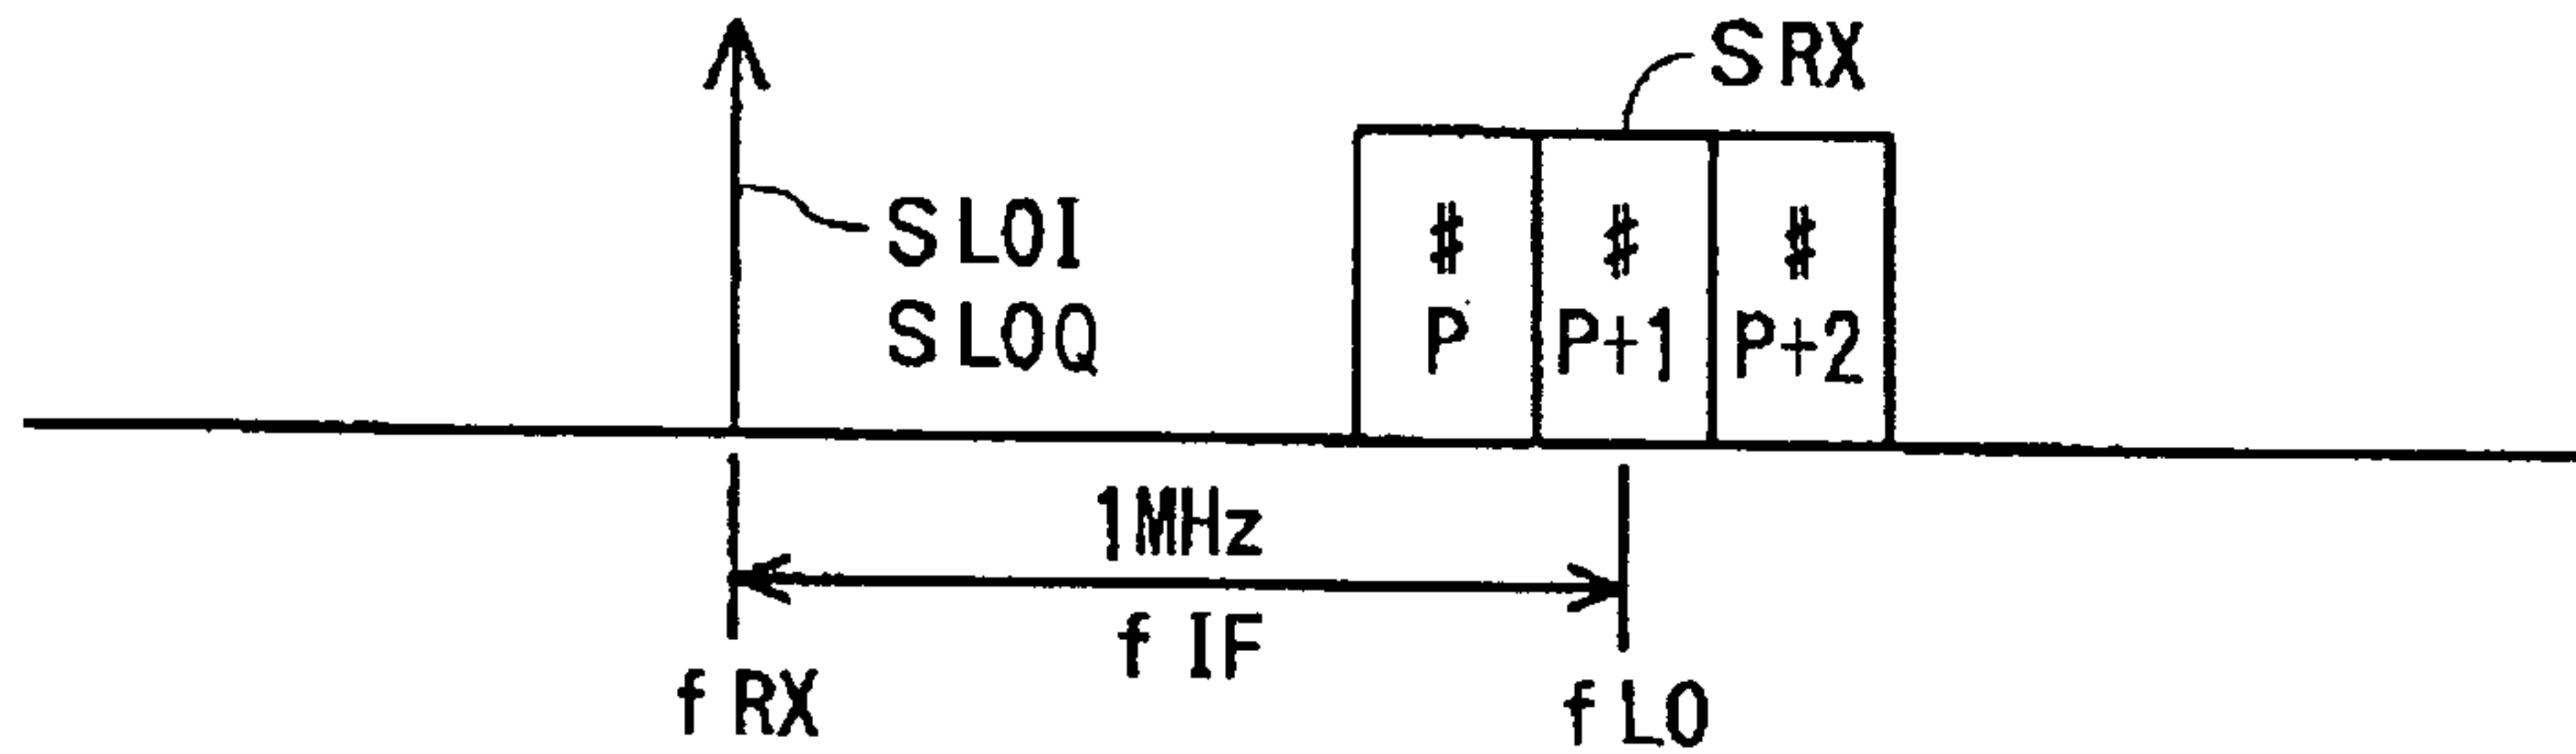 SRX
SLOI
SLOQ
# # #
P P+1 P+2
1MHz
fIF
fRX
fLO